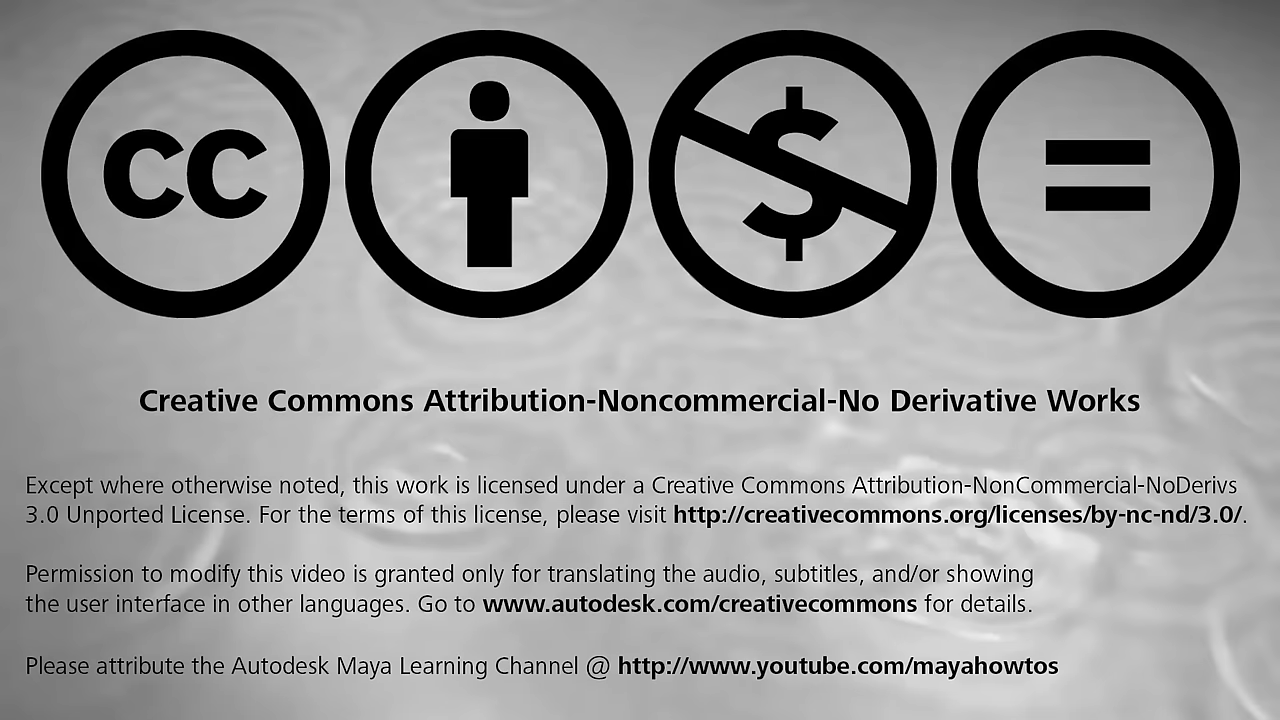 cc $ =
Creative Commons Attribution-Noncommercial-No Derivative Works
Except where otherwise noted, this work is licensed under a Creative Commons Attribution-NonCommercial-NoDerivs
3.0 Unported License. For the terms of this license, please visit http://creativecommons.org/licenses/by-nc-nd/3.0/.
Permission to modify this video is granted only for translating the audio, subtitles, and/or showing
the user interface in other languages. Go to www.autodesk.com/creativecommons for details.
Please attribute the Autodesk Maya Learning Channel @ http://www.youtube.com/mayahowtos